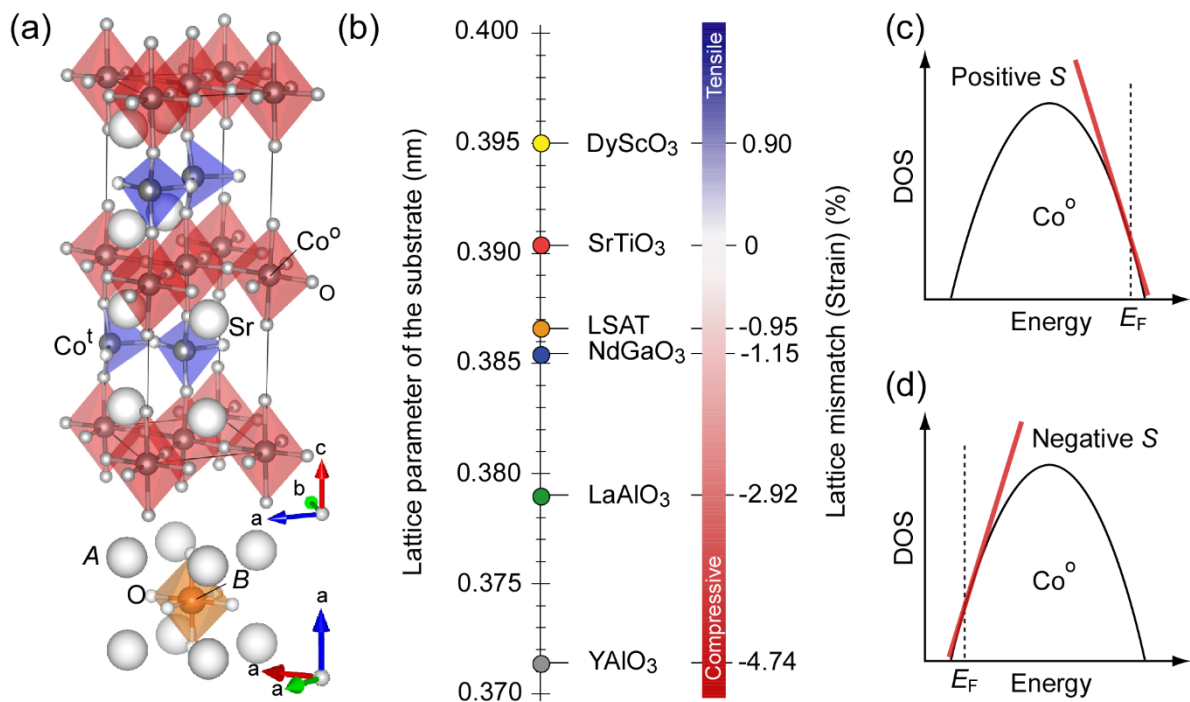 (a)
Co°
O
Coᵗ
Sr
c
b
a
A
B
O
a
a
a
(b)
Lattice parameter of the substrate (nm)
0.400
0.395
0.390
0.385
0.380
0.375
0.370
DyScO₃
SrTiO₃
LSAT
NdGaO₃
LaAlO₃
YAlO₃
Tensile
Compressive
0.90
0
-0.95
-1.15
-2.92
-4.74
Lattice mismatch (Strain) (%)
(c)
Positive S
DOS
Co°
Energy
E_F
(d)
Negative S
DOS
Co°
E_F
Energy